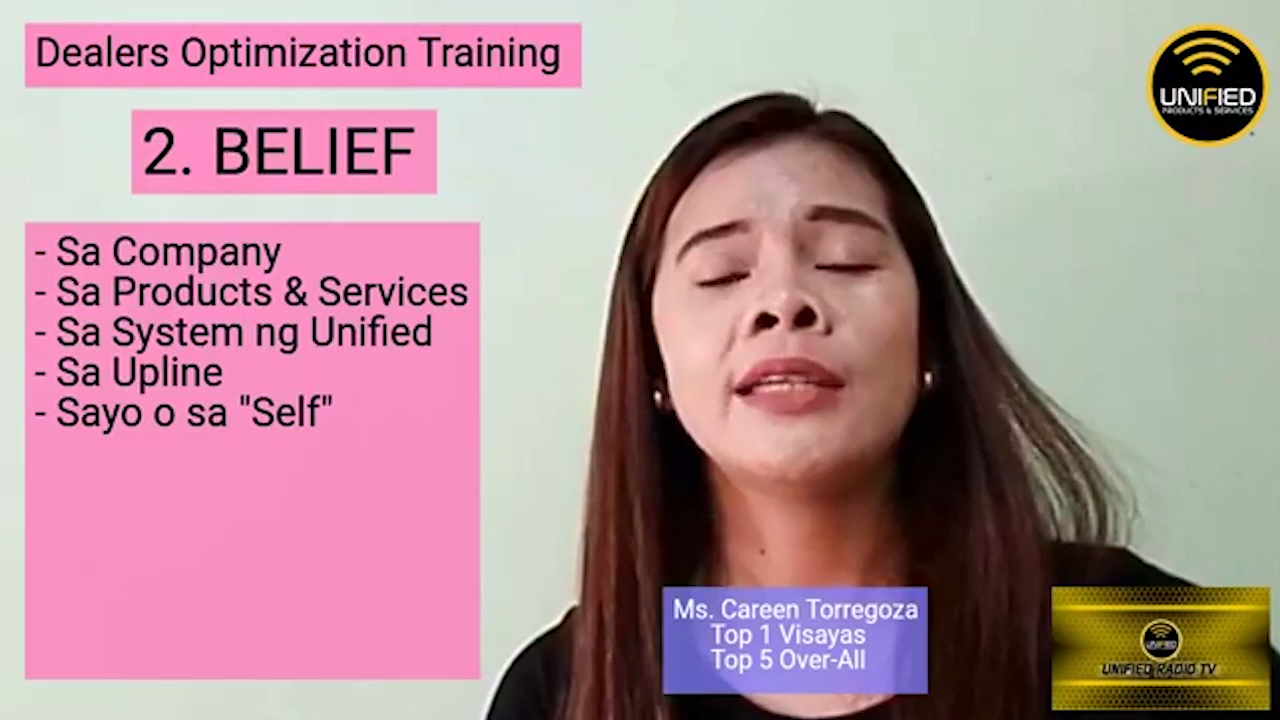 Dealers Optimization Training
2. BELIEF
- Sa Company
- Sa Products & Services
- Sa System ng Unified
- Sa Upline
- Sayo o sa "Self"
UNIFIED
PRODUCTS & SERVICES
Ms. Careen Torregoza
Top 1 Visayas
Top 5 Over-All
UNIFIED
UNIFIED RADIO TV